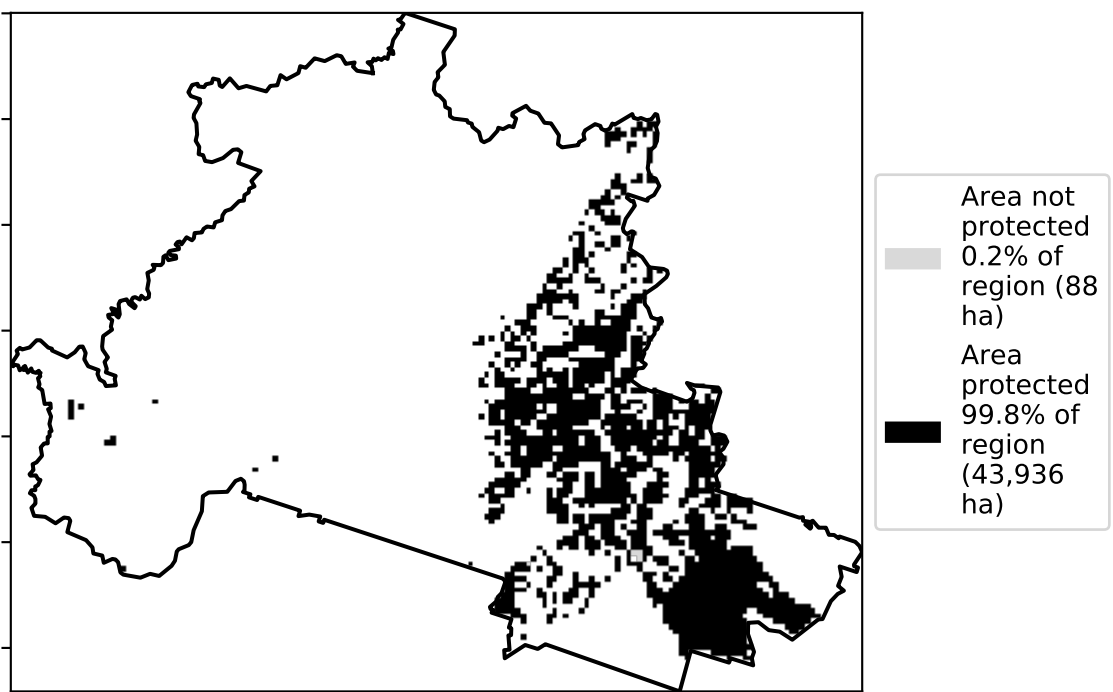 Area not
protected
0.2% of
region (88
ha)
Area
protected
99.8% of
region
(43,936
ha)